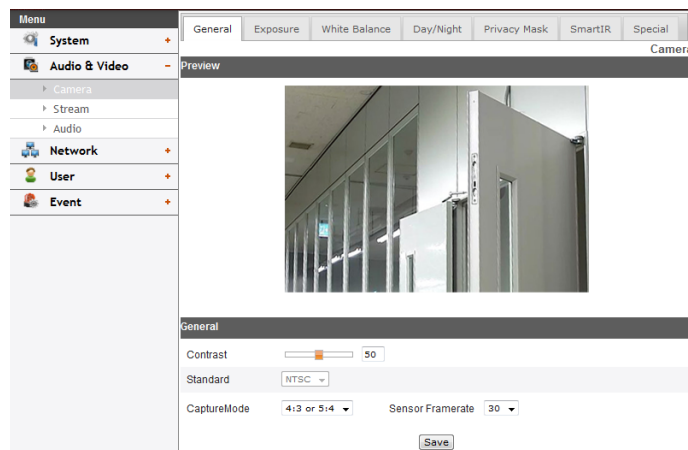 Menu
System +
Audio & Video -
Camera
Stream
Audio
Network +
User +
Event +
General Exposure White Balance Day/Night Privacy Mask SmartIR Special
Camera
Preview
General
Contrast 50
Standard NTSC
CaptureMode 4:3 or 5:4 Sensor Framerate 30
Save